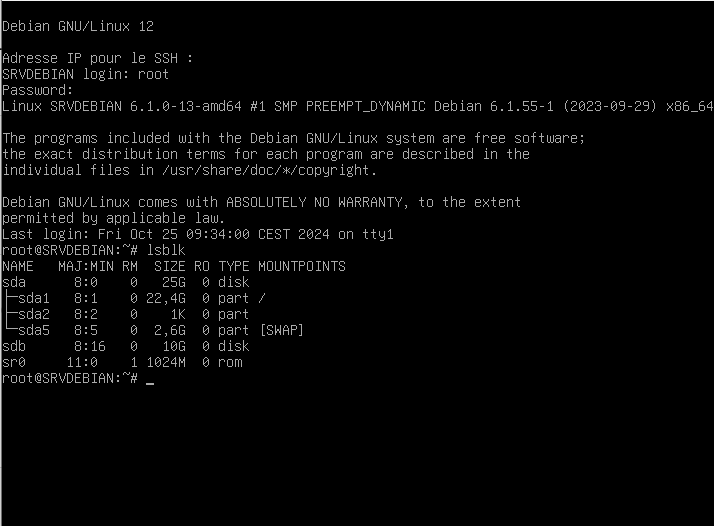 Debian GNU/Linux 12
Adresse IP pour le SSH :
SRVDEBIAN login: root
Password:
Linux SRVDEBIAN 6.1.0-13-amd64 #1 SMP PREEMPT_DYNAMIC Debian 6.1.55-1 (2023-09-29) x86_64
The programs included with the Debian GNU/Linux system are free software;
the exact distribution terms for each program are described in the
individual files in /usr/share/doc/*/copyright.
Debian GNU/Linux comes with ABSOLUTELY NO WARRANTY, to the extent
permitted by applicable law.
Last login: Fri Oct 25 09:34:00 CEST 2024 on tty1
root@SRVDEBIAN:~# lsblk
NAME   MAJ:MIN RM  SIZE RO TYPE MOUNTPOINTS
sda      8:0    0   25G  0 disk
├─sda1   8:1    0 22,4G  0 part /
├─sda2   8:2    0    1K  0 part
└─sda5   8:5    0  2,6G  0 part [SWAP]
sdb      8:16   0   10G  0 disk
sr0     11:0    1 1024M  0 rom
root@SRVDEBIAN:~# _